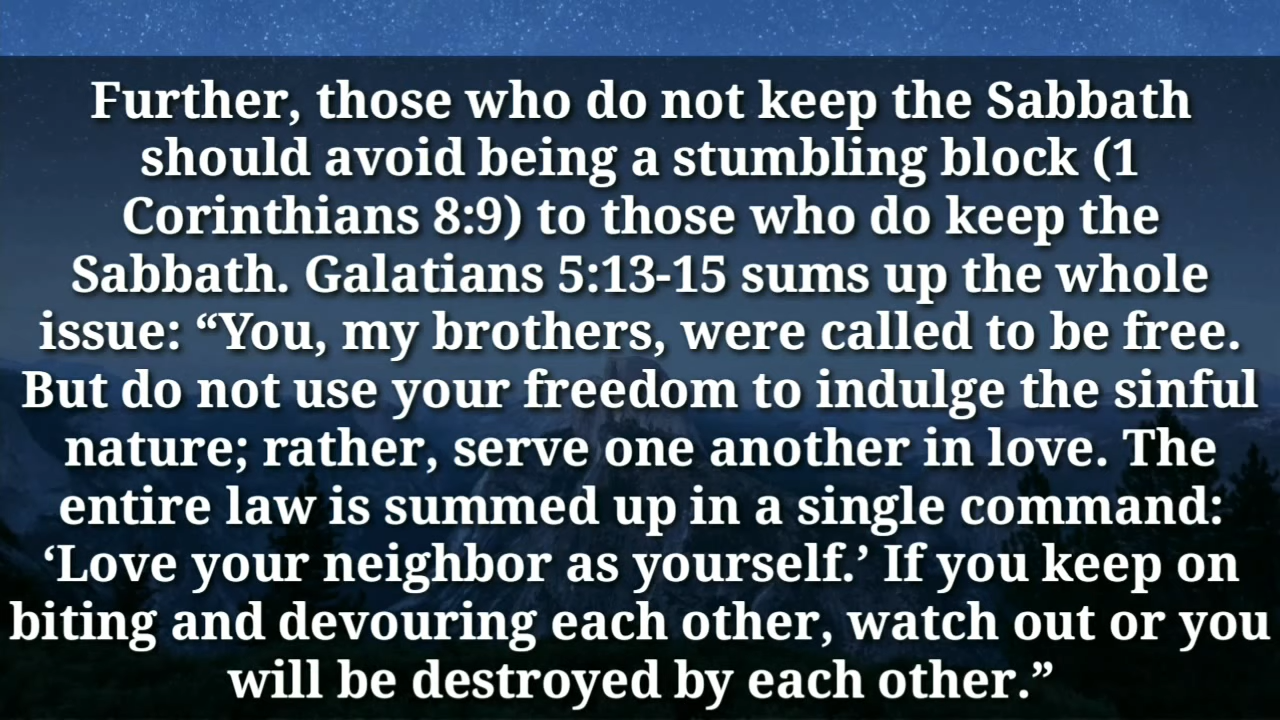 Further, those who do not keep the Sabbath
should avoid being a stumbling block (1
Corinthians 8:9) to those who do keep the
Sabbath. Galatians 5:13-15 sums up the whole
issue: “You, my brothers, were called to be free.
But do not use your freedom to indulge the sinful
nature; rather, serve one another in love. The
entire law is summed up in a single command:
‘Love your neighbor as yourself.’ If you keep on
biting and devouring each other, watch out or you
will be destroyed by each other.”